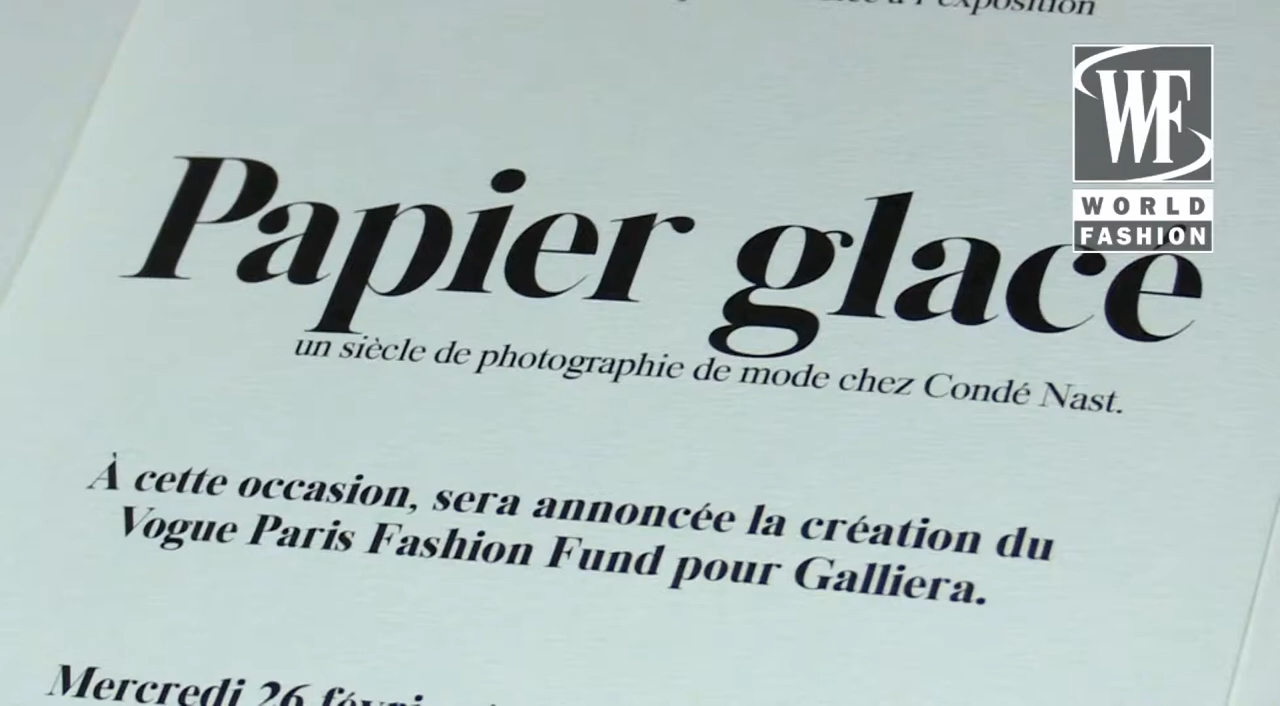 à l'exposition
WF
WORLD
FASHION
Papier glacé
un siècle de photographie de mode chez Condé Nast.
À cette occasion, sera annoncée la création du
Vogue Paris Fashion Fund pour Galliera.
Mercredi 26